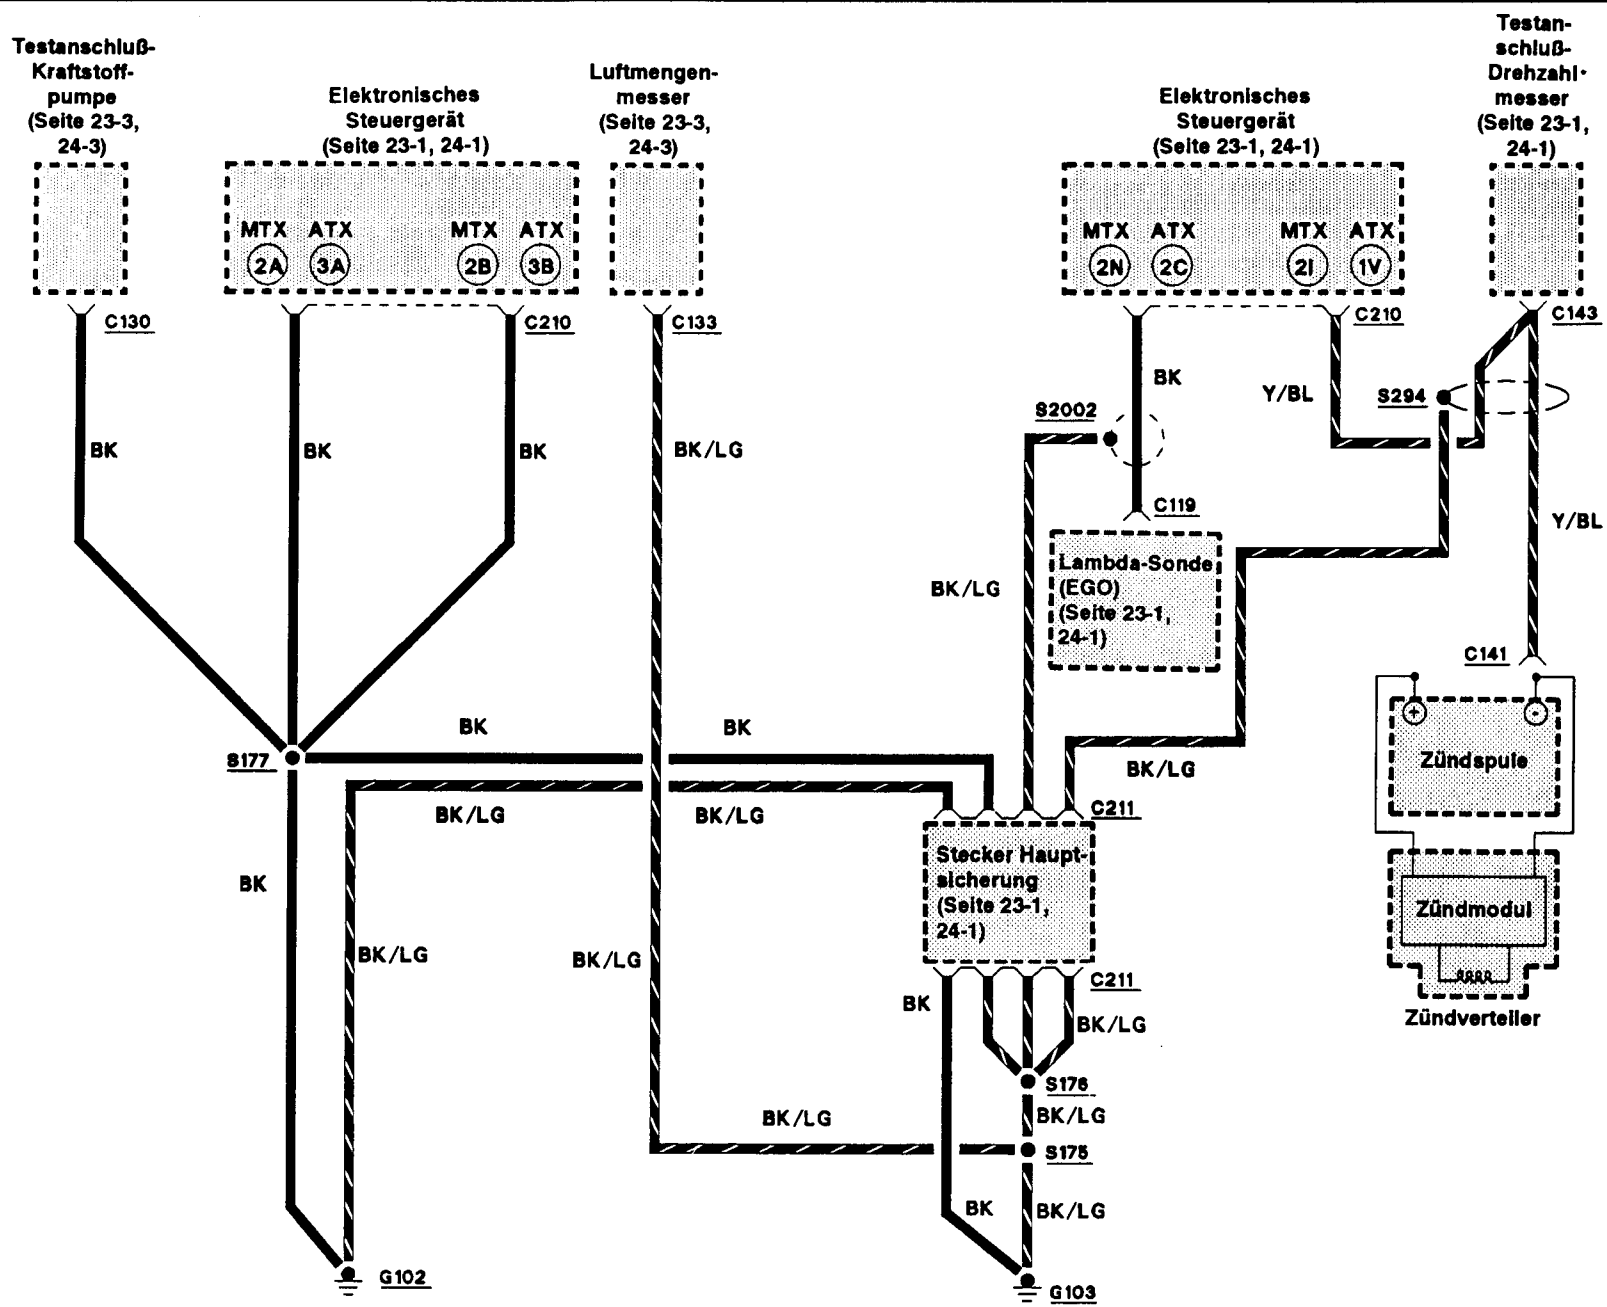 Testanschluß-
Kraftstoff-
pumpe
(Seite 23-3,
24-3)
Elektronisches
Steuergerät
(Seite 23-1, 24-1)
Luftmengen-
messer
(Seite 23-3,
24-3)
Elektronisches
Steuergerät
(Seite 23-1, 24-1)
Testan-
schluß-
Drehzahl-
messer
(Seite 23-1,
24-1)
MTX ATX MTX ATX
2A 3A 2B 3B
MTX ATX MTX ATX
2N 2C 2I 1V
C130
C210
C133
C210
C143
BK
Y/BL
S294
S2002
BK
BK
BK
BK/LG
C119
Y/BL
Lambda-Sonde
(EGO)
(Seite 23-1,
24-1)
BK/LG
C141
+
-
BK
BK
S177
Zündspule
BK/LG
BK/LG
BK/LG
C211
Stecker Haupt-
sicherung
(Seite 23-1,
24-1)
BK
Zündmodul
BK/LG
BK/LG
C211
BK
BK/LG
Zündverteiler
S176
BK/LG
BK/LG
S175
BK
BK/LG
G102
G103